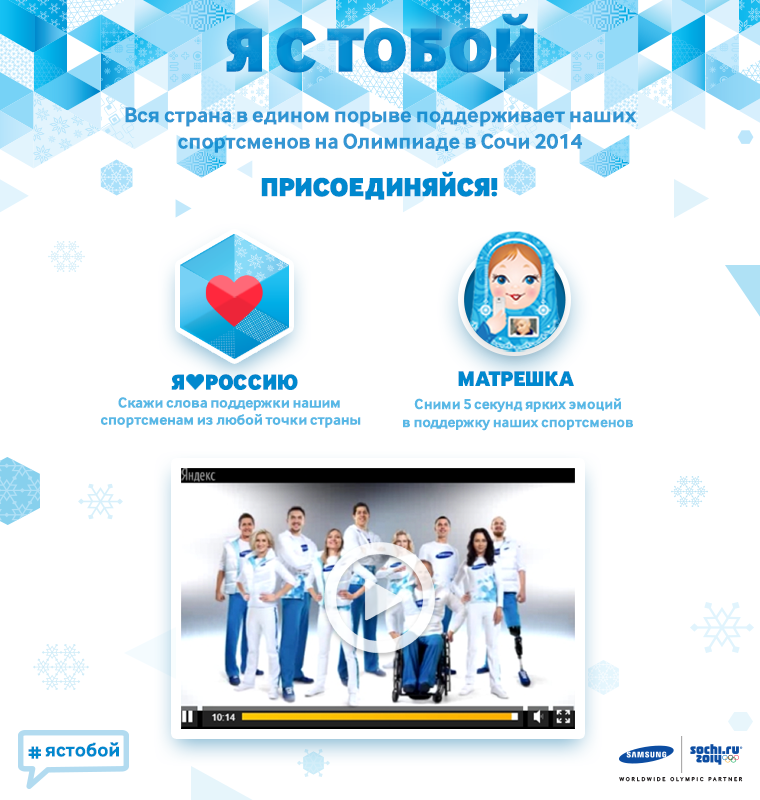 Я С ТОБОЙ
Вся страна в едином порыве поддерживает наших
спортсменов на Олимпиаде в Сочи 2014
ПРИСОЕДИНЯЙСЯ!
Я♥РОССИЮ
Скажи слова поддержки нашим
спортсменам из любой точки страны
МАТРЕШКА
Сними 5 секунд ярких эмоций
в поддержку наших спортсменов
Яндекс
10:14
# ЯСТОБОЙ
SAMSUNG
sochi.ru
2014
WORLDWIDE OLYMPIC PARTNER